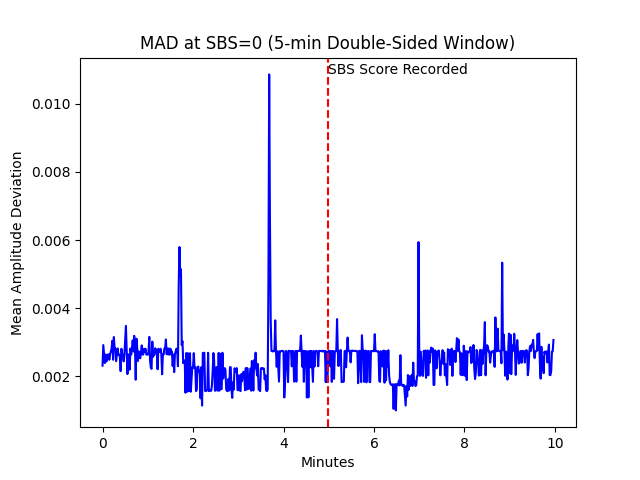 MAD at SBS=0 (5-min Double-Sided Window)
SBS Score Recorded
Mean Amplitude Deviation
0.010
0.008
0.006
0.004
0.002
0 2 4 6 8 10
Minutes